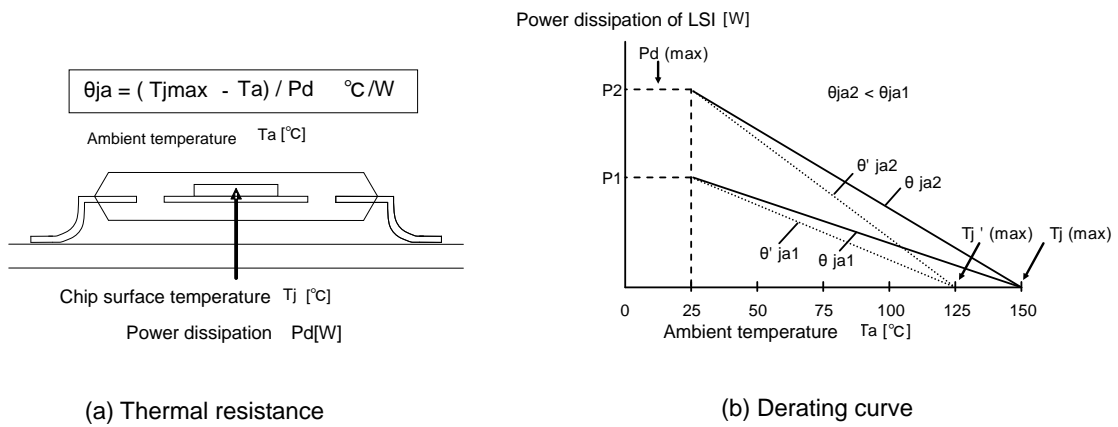 θja = ( Tjmax - Ta) / Pd ℃/W
Ambient temperature Ta [℃]
Chip surface temperature Tj [℃]
Power dissipation Pd[W]
(a) Thermal resistance
Power dissipation of LSI [W]
Pd (max)
P2
θja2 < θja1
θ' ja2
θ ja2
P1
Tj ' (max) Tj (max)
θ' ja1 θ ja1
0 25 50 75 100 125 150
Ambient temperature Ta [℃]
(b) Derating curve